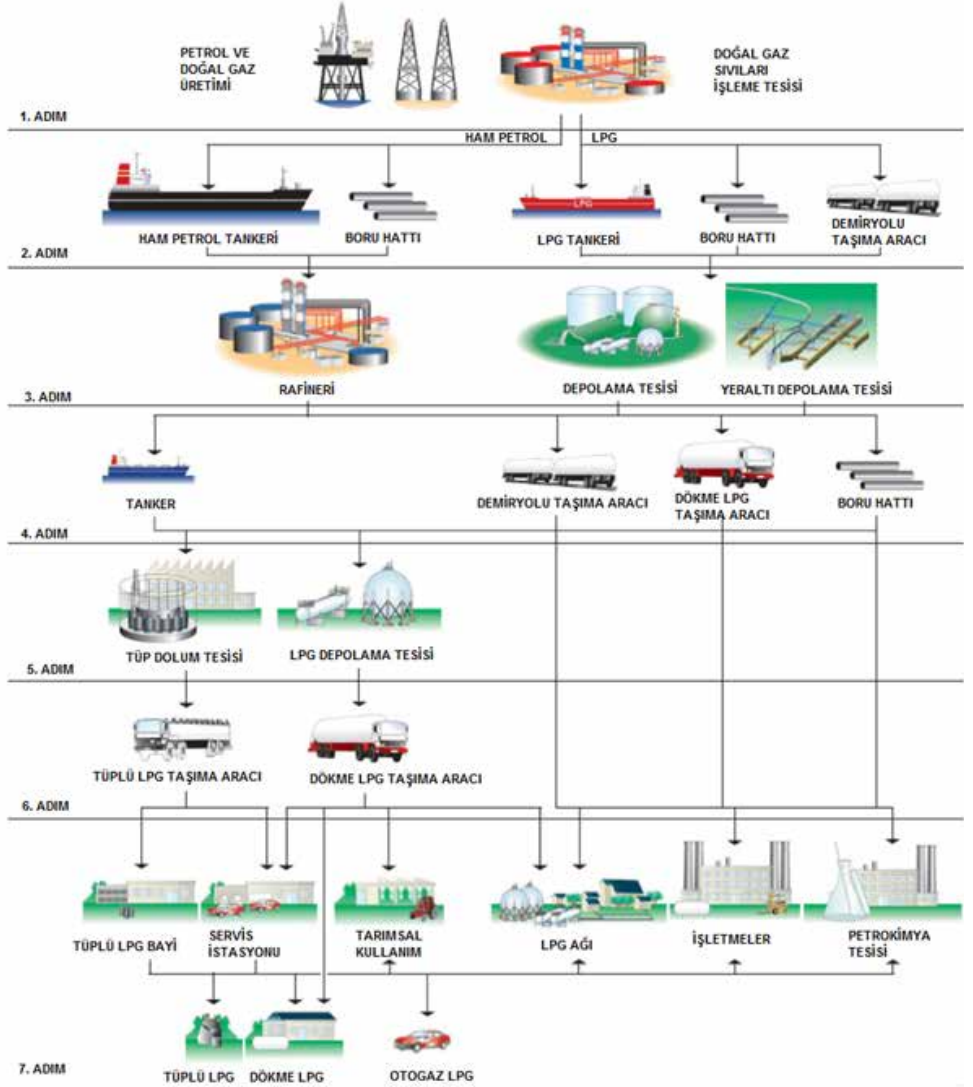 PETROL VE
DOĞAL GAZ
ÜRETİMİ
DOĞAL GAZ
SIVILARI
İŞLEME TESİSİ
1. ADIM
HAM PETROL
LPG
LPG
HAM PETROL TANKERİ
BORU HATTI
LPG TANKERİ
BORU HATTI
DEMİRYOLU
TAŞIMA ARACI
2. ADIM
RAFİNERİ
DEPOLAMA TESİSİ
YERALTI DEPOLAMA TESİSİ
3. ADIM
TANKER
DEMİRYOLU TAŞIMA ARACI
DÖKME LPG
TAŞIMA ARACI
BORU HATTI
4. ADIM
TÜP DOLUM TESİSİ
LPG DEPOLAMA TESİSİ
5. ADIM
TÜPLÜ LPG TAŞIMA ARACI
DÖKME LPG TAŞIMA ARACI
6. ADIM
TÜPLÜ LPG BAYİ
SERVİS
İSTASYONU
TARIMSAL
KULLANIM
LPG AĞI
İŞLETMELER
PETROKİMYA
TESİSİ
7. ADIM
TÜPLÜ LPG
DÖKME LPG
OTOGAZ LPG